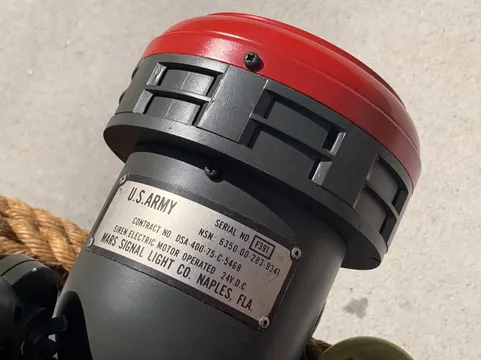 U.S. ARMY
SERIAL NO. F391
NSN. 6350-00-283-9341
CONTRACT NO. DSA-400-75-C-5468
SIREN ELECTRIC MOTOR OPERATED 24V.D.C.
MARS SIGNAL LIGHT CO. NAPLES, FLA.